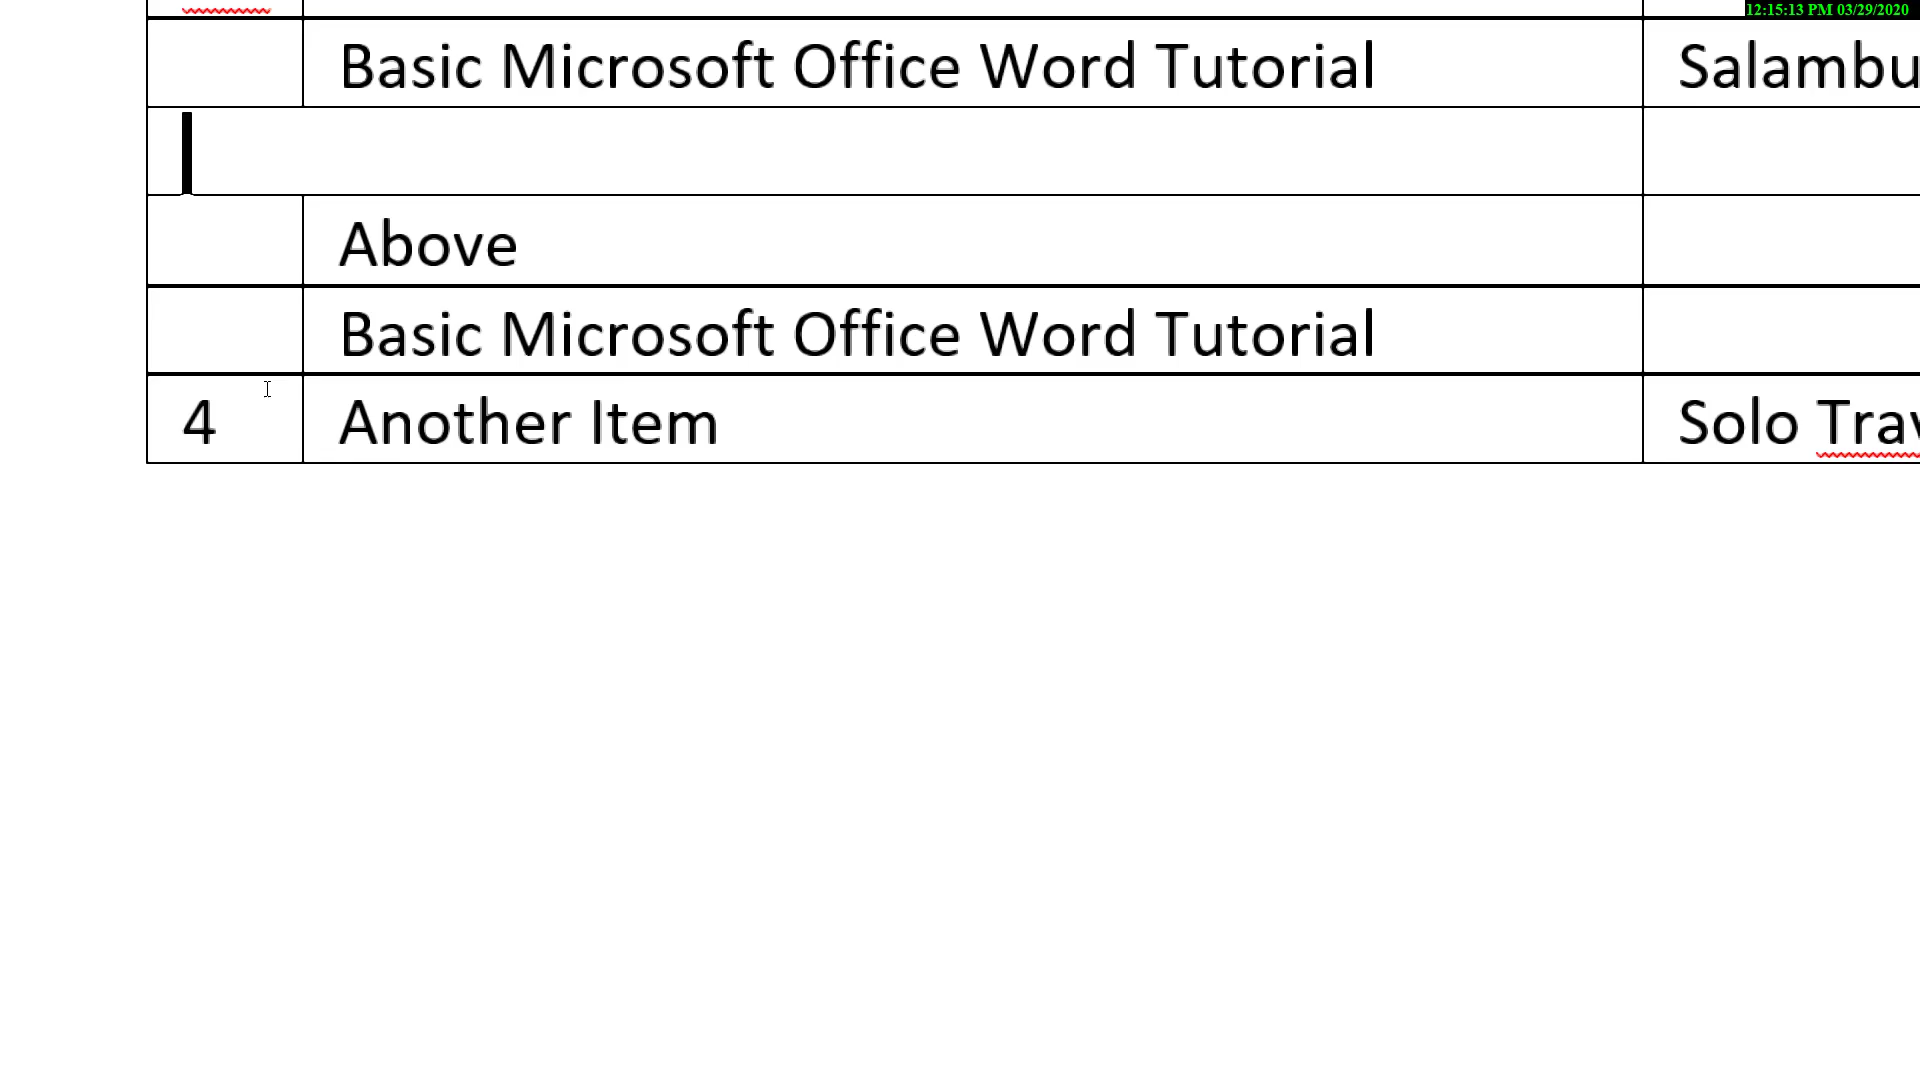 12:15:13 PM 03/29/2020
Basic Microsoft Office Word Tutorial Salambu
Above
Basic Microsoft Office Word Tutorial
4 Another Item Solo Trav